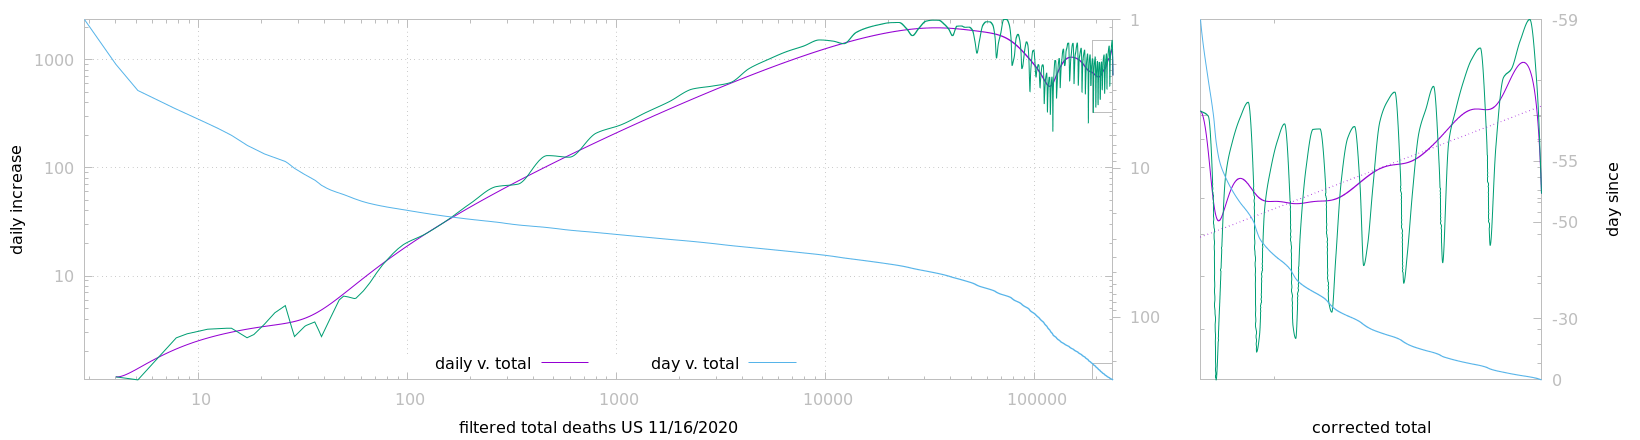 1000
100
10
daily increase
1
10
100
daily v. total
day v. total
10
100
1000
10000
100000
filtered total deaths US 11/16/2020
-59
-55
-50
-30
0
day since
corrected total